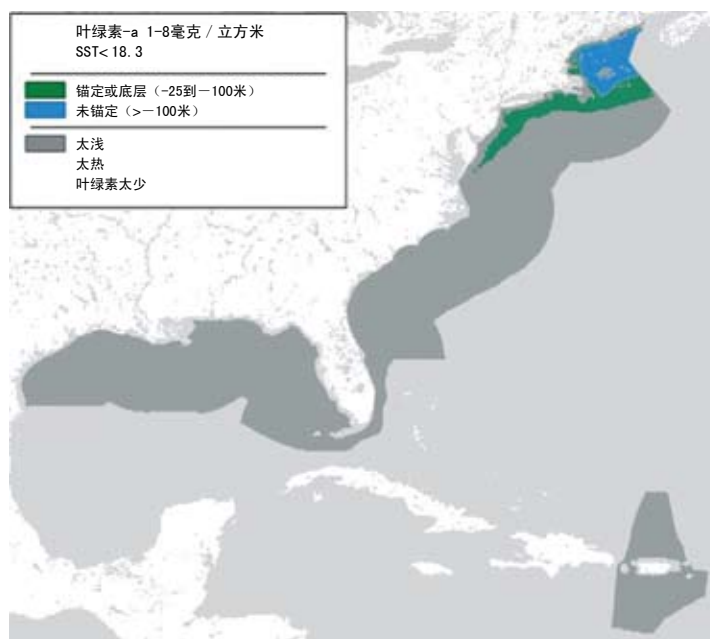 叶绿素-a 1-8毫克 / 立方米
SST<18.3
锚定或底层（-25到－100米）
未锚定（>－100米）
太浅
太热
叶绿素太少